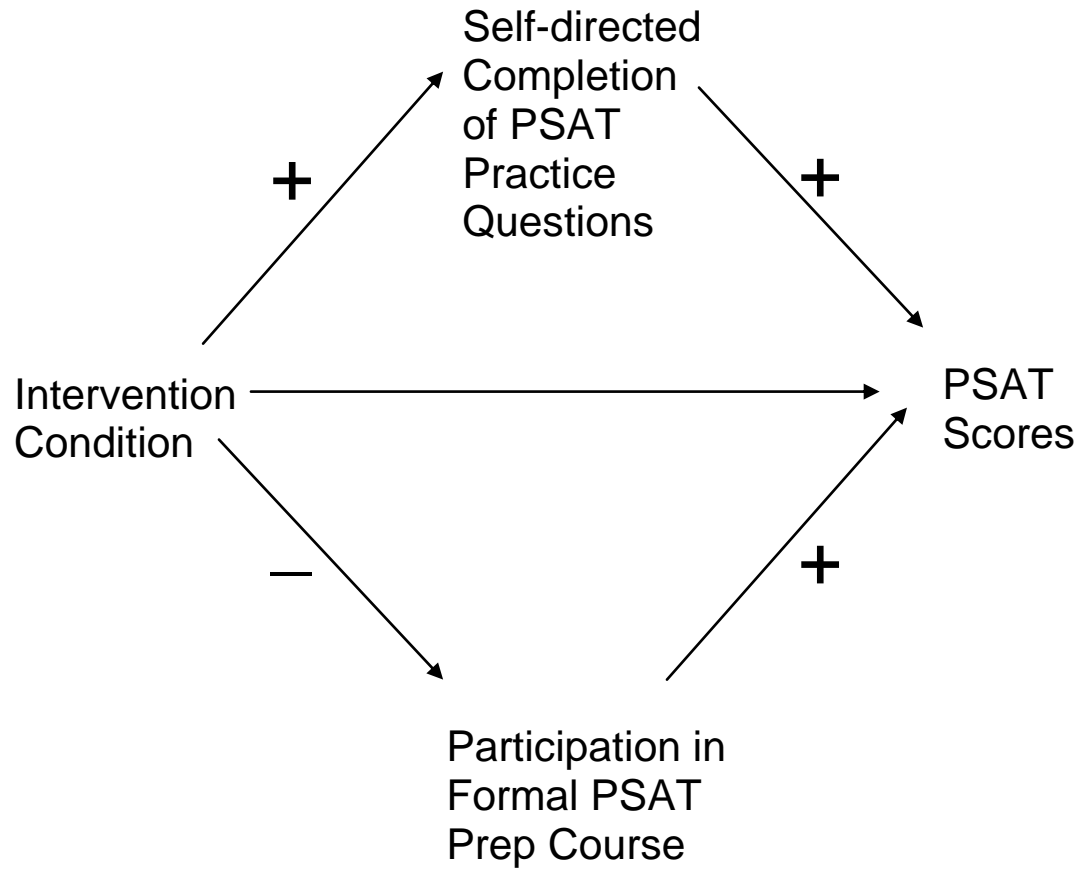 Self-directed
Completion
of PSAT
Practice
Questions
+
+
Intervention
Condition
PSAT
Scores
–
+
Participation in
Formal PSAT
Prep Course